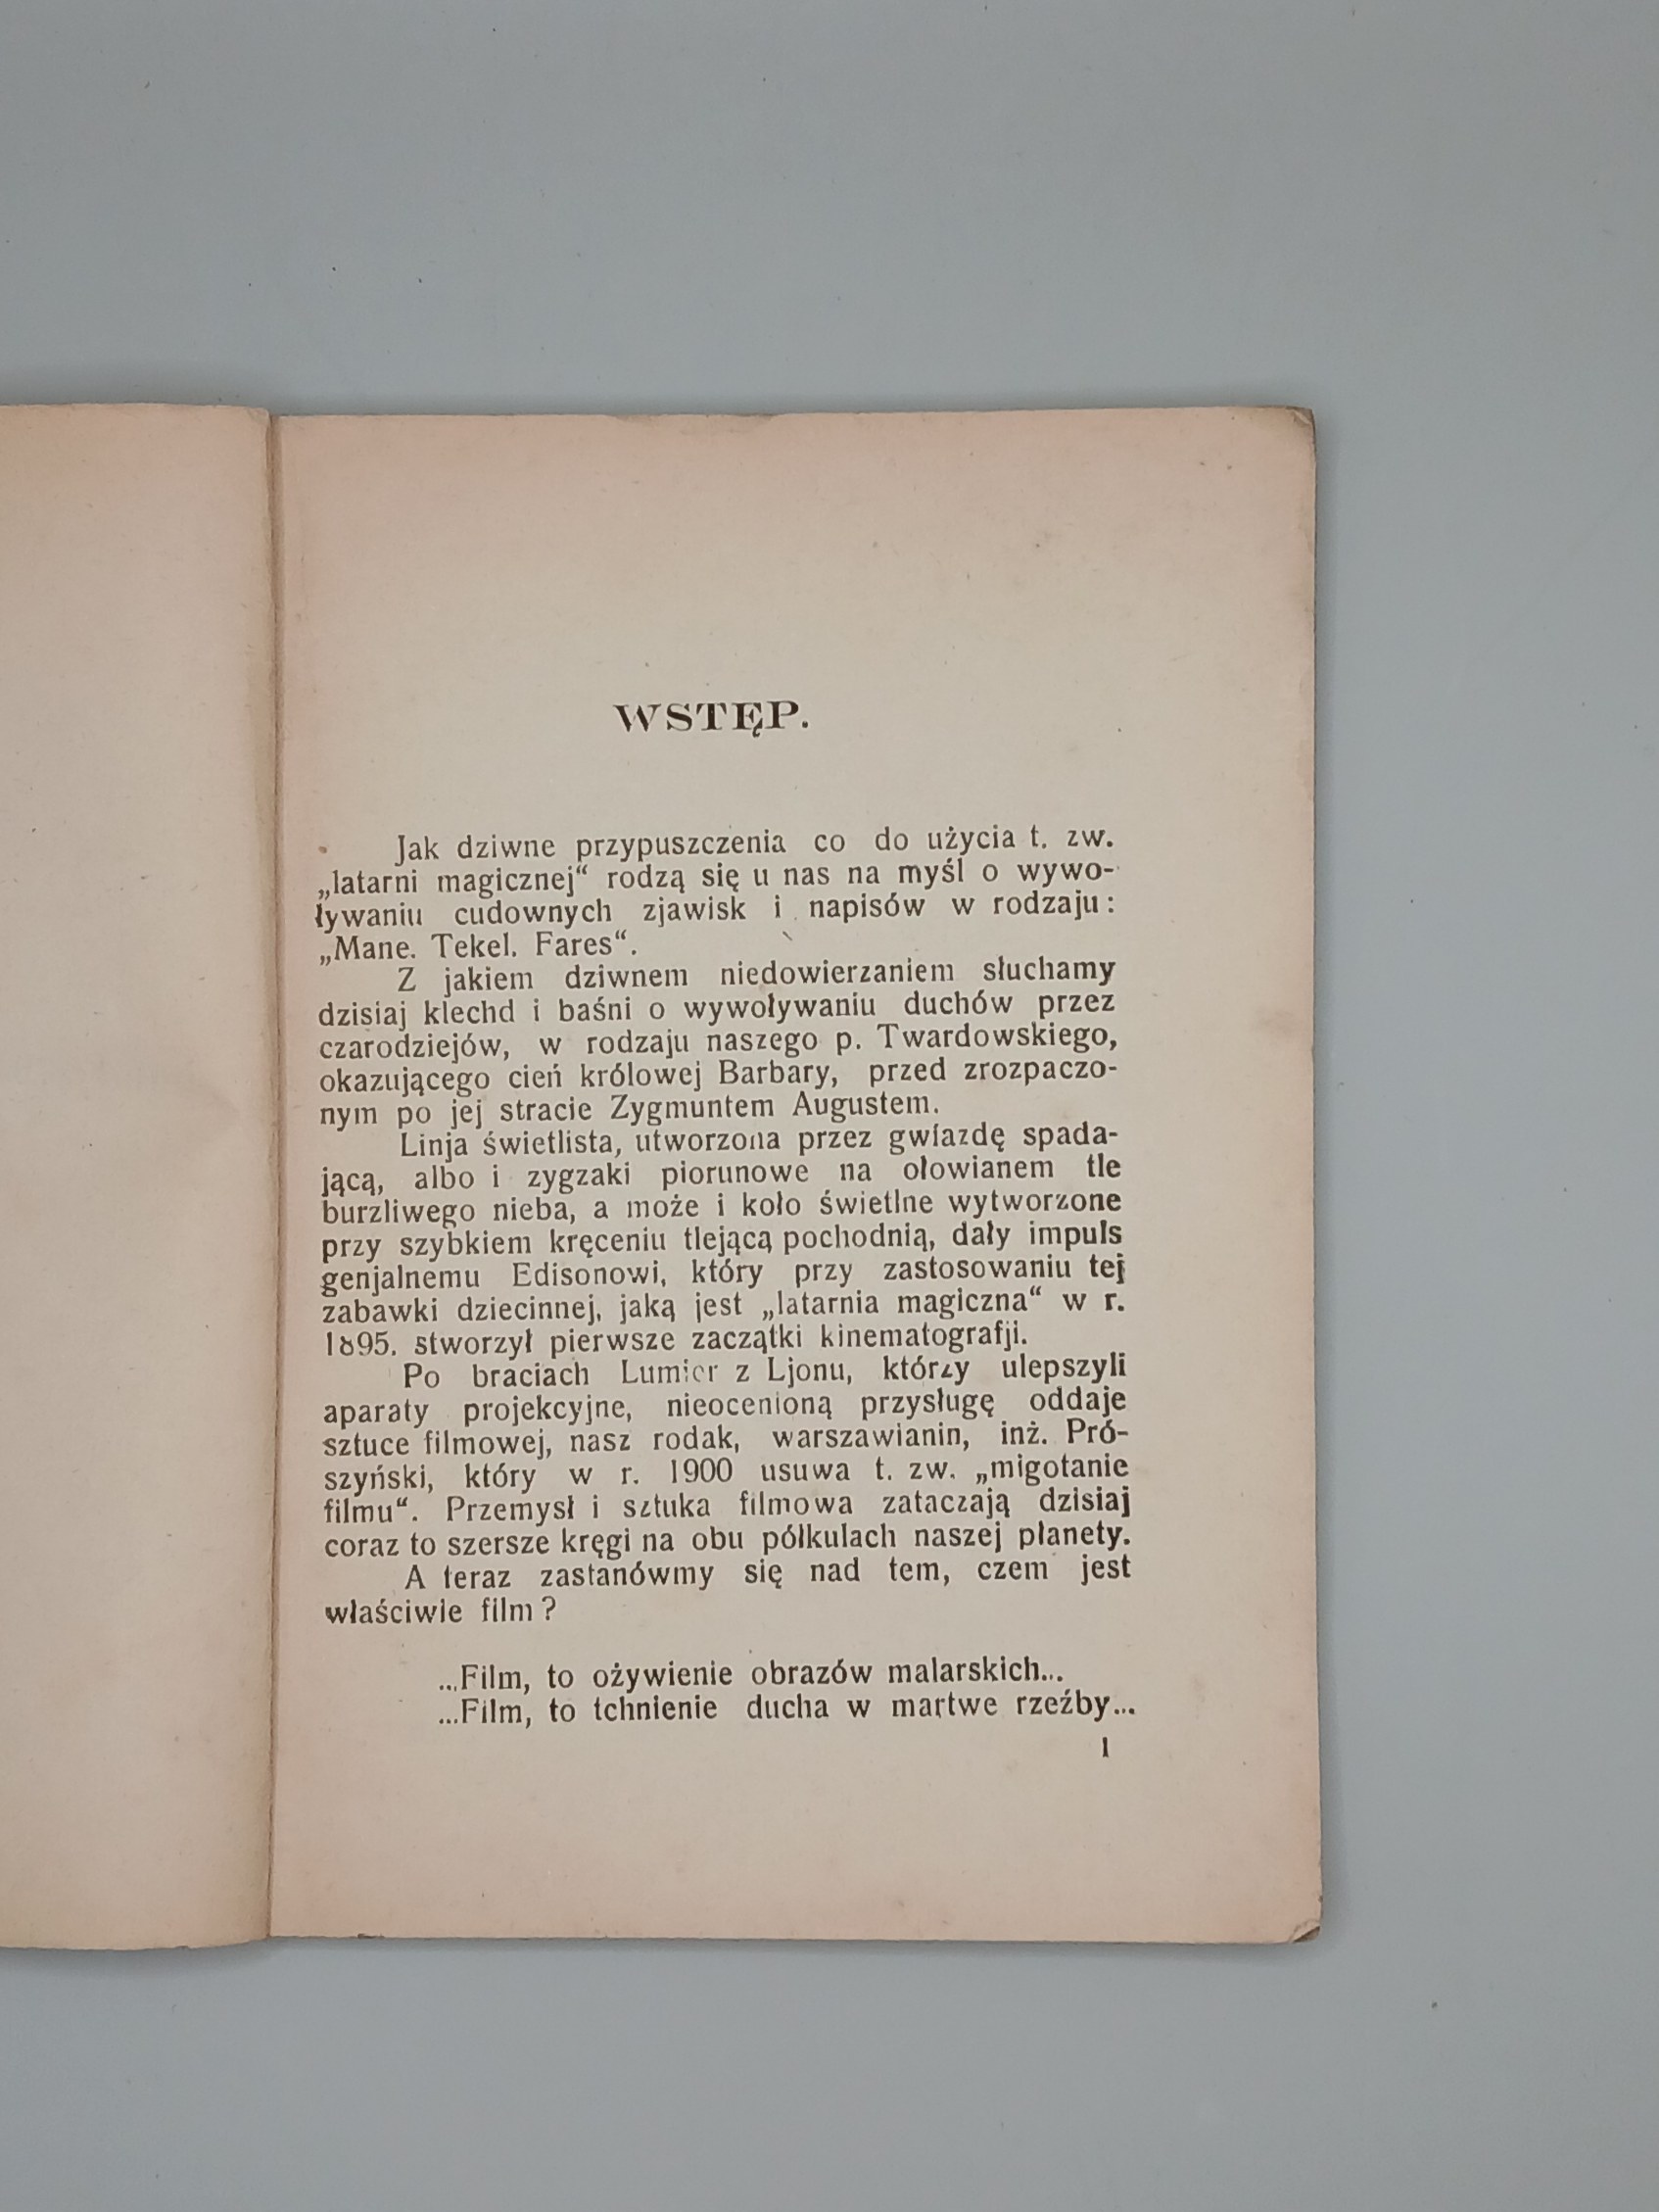 WSTĘP.
Jak dziwne przypuszczenia co do użycia t. zw.
„latarni magicznej“ rodzą się u nas na myśl o wywo-
ływaniu cudownych zjawisk i napisów w rodzaju:
„Mane. Tekel. Fares“.
Z jakiem dziwnem niedowierzaniem słuchamy
dzisiaj klechd i baśni o wywoływaniu duchów przez
czarodziejów, w rodzaju naszego p. Twardowskiego,
okazującego cień królowej Barbary, przed zrozpaczo-
nym po jej stracie Zygmuntem Augustem.
Linja świetlista, utworzona przez gwiazdę spada-
jącą, albo i zygzaki piorunowe na ołowianem tle
burzliwego nieba, a może i koło świetlne wytworzone
przy szybkiem kręceniu tlejącą pochodnią, dały impuls
genjalnemu Edisonowi, który przy zastosowaniu tej
zabawki dziecinnej, jaką jest „latarnia magiczna“ w r.
1895. stworzył pierwsze zaczątki kinematografji.
Po braciach Lumier z Ljonu, którzy ulepszyli
aparaty projekcyjne, nieocenioną przysługę oddaje
sztuce filmowej, nasz rodak, warszawianin, inż. Pró-
szyński, który w r. 1900 usuwa t. zw. „migotanie
filmu“. Przemysł i sztuka filmowa zataczają dzisiaj
coraz to szersze kręgi na obu półkulach naszej planety.
A teraz zastanówmy się nad tem, czem jest
właściwie film?
...Film, to ożywienie obrazów malarskich...
...Film, to tchnienie ducha w martwe rzeźby...
1